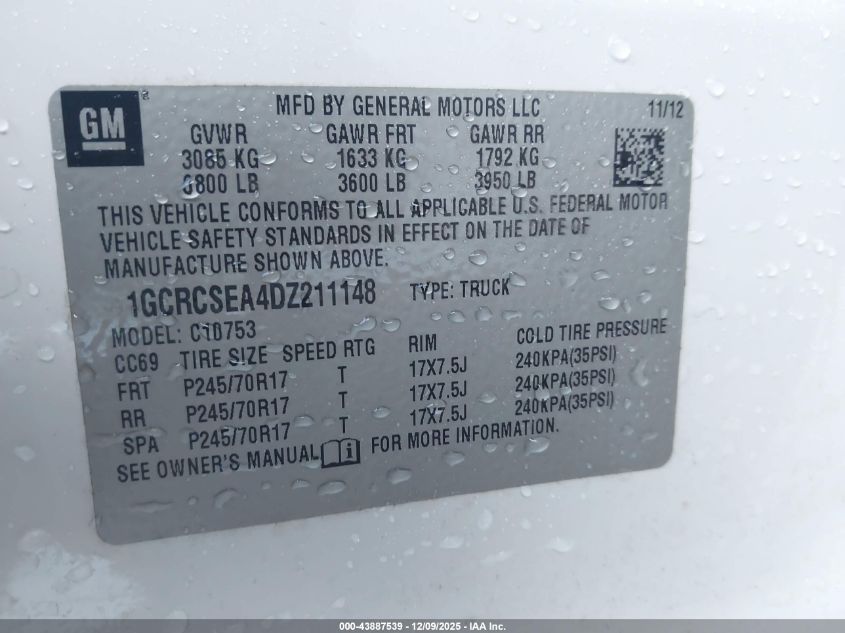 GM
MFD BY GENERAL MOTORS LLC 11/12
GVWR GAWR FRT GAWR RR
3085 KG 1633 KG 1792 KG
6800 LB 3600 LB 3950 LB
THIS VEHICLE CONFORMS TO ALL APPLICABLE U.S. FEDERAL MOTOR
VEHICLE SAFETY STANDARDS IN EFFECT ON THE DATE OF
MANUFACTURE SHOWN ABOVE.
1GCRCSEA4DZ211148 TYPE: TRUCK
MODEL: C10753
CC69 TIRE SIZE SPEED RTG RIM COLD TIRE PRESSURE
FRT P245/70R17 T 17X7.5J 240KPA(35PSI)
RR P245/70R17 T 17X7.5J 240KPA(35PSI)
SPA P245/70R17 T 17X7.5J 240KPA(35PSI)
SEE OWNER'S MANUAL FOR MORE INFORMATION.
000-43887539 - 12/09/2025 - IAA Inc.